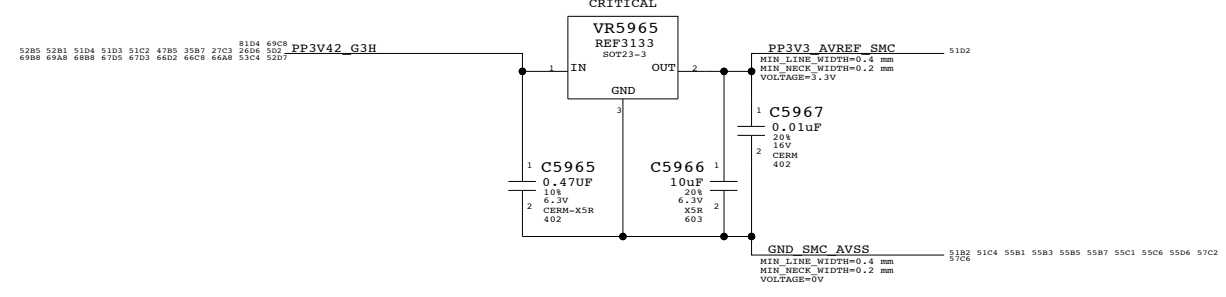 CRITICAL
VR5965
REF3133
SOT23-3
81D4 69C8
52B5 52B1 51D4 51D3 51C2 47B5 35B7 27C3 26D6 5D2
69B8 69A8 68B8 67D5 67D3 66D2 66C8 66A8 53C4 52D7
PP3V42_G3H
PP3V3_AVREF_SMC
51D2
MIN_LINE_WIDTH=0.4 mm
MIN_NECK_WIDTH=0.2 mm
VOLTAGE=3.3V
1
IN
OUT
2
GND
3
1
C5967
0.01uF
20%
16V
CERM
402
2
1
C5965
0.47UF
10%
6.3V
CERM-X5R
402
2
C5966
1
10uF
20%
6.3V
X5R
603
2
GND_SMC_AVSS
51B2 51C4 55B1 55B3 55B5 55B7 55C1 55C6 55D6 57C2
57C6
MIN_LINE_WIDTH=0.4 mm
MIN_NECK_WIDTH=0.2 mm
VOLTAGE=0V